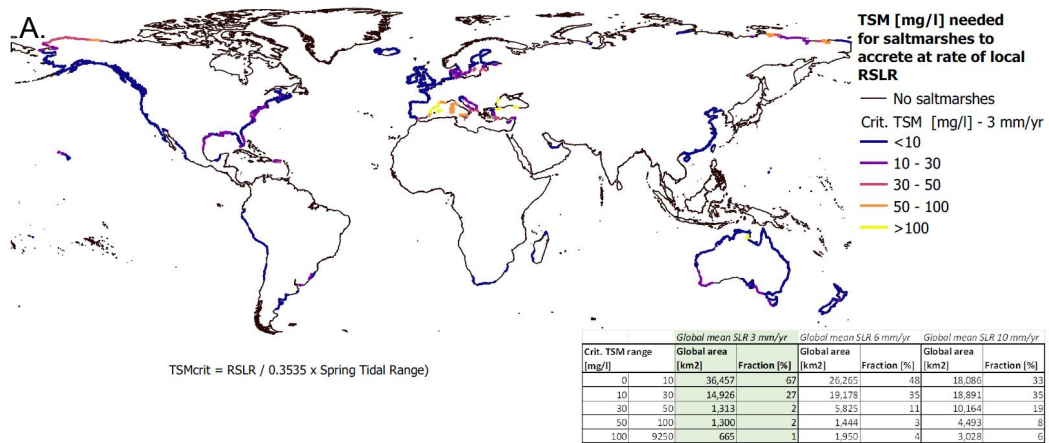 A.
TSM [mg/l] needed
for saltmarshes to
accrete at rate of local
RSLR
No saltmarshes
Crit. TSM [mg/l] - 3 mm/yr
<10
10 - 30
30 - 50
50 - 100
>100
TSMcrit = RSLR / 0.3535 x Spring Tidal Range)
Global mean SLR 3 mm/yr Global mean SLR 6 mm/yr Global mean SLR 10 mm/yr
Crit. TSM range Global area Global area Global area
[mg/l] [km2] Fraction [%] [km2] Fraction [%] [km2] Fraction [%]
0 10 36,457 67 26,265 48 18,086 33
10 30 14,926 27 19,178 35 18,891 35
30 50 1,313 2 5,825 11 10,164 19
50 100 1,300 2 1,444 3 4,493 8
100 9250 665 1 1,950 4 3,028 6